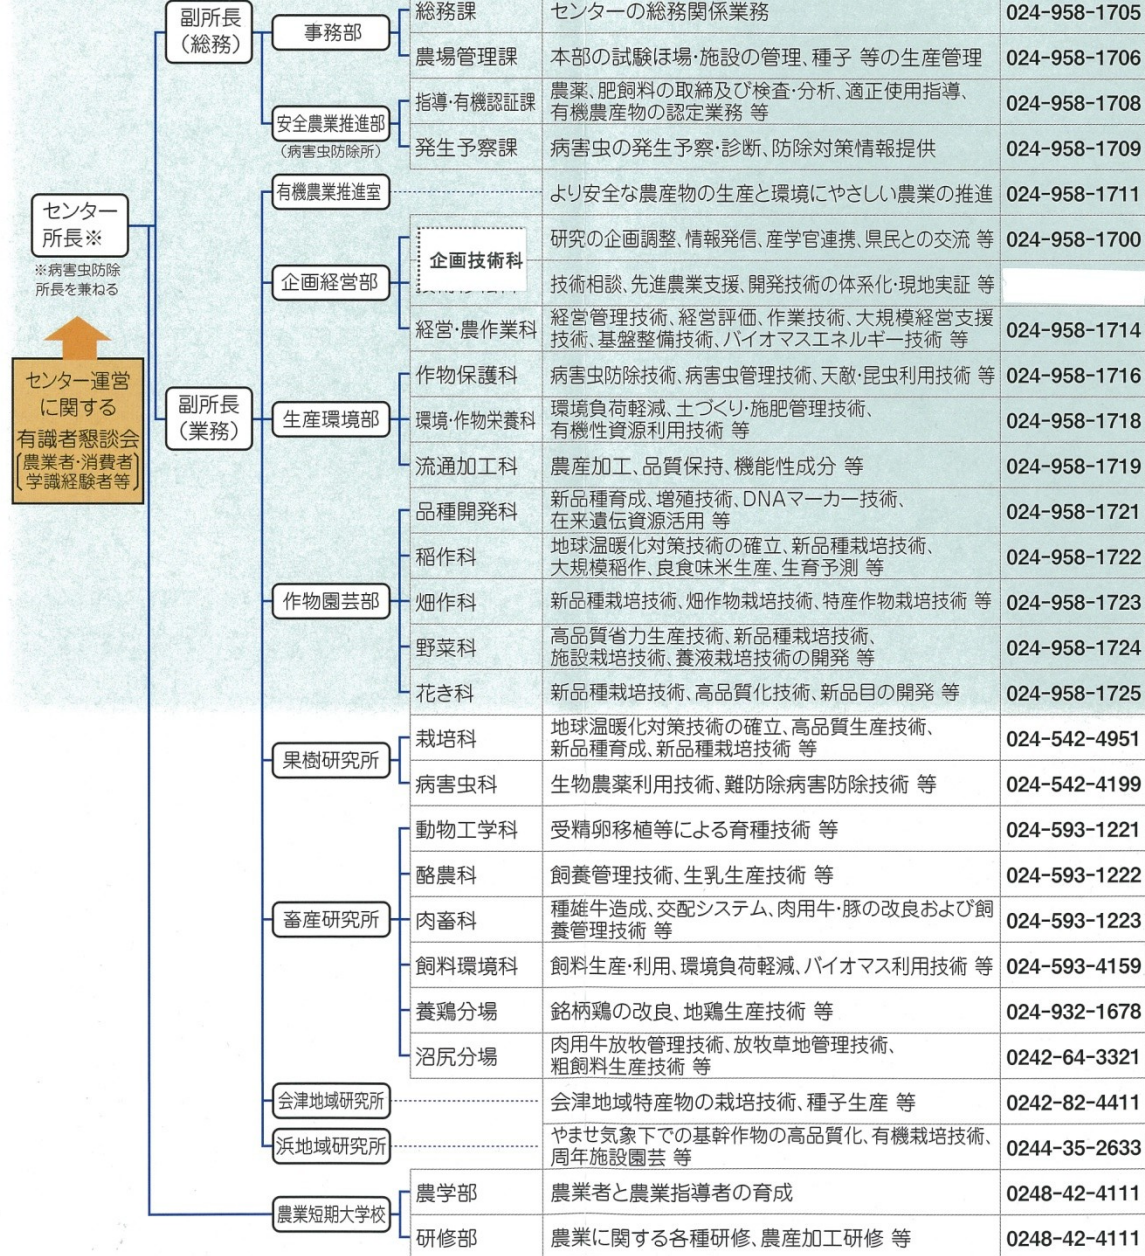 副所長
（総務）
事務部
総務課
センターの総務関係業務
024-958-1705
農場管理課
本部の試験ほ場・施設の管理、種子 等の生産管理
024-958-1706
安全農業推進部
（病害虫防除所）
指導・有機認証課
農薬、肥飼料の取締及び検査・分析、適正使用指導、
有機農産物の認定業務 等
024-958-1708
発生予察課
病害虫の発生予察・診断、防除対策情報提供
024-958-1709
センター
所長※
※病害虫防除
所長を兼ねる
センター運営
に関する
有識者懇談会
農業者・消費者
学識経験者等
副所長
（業務）
有機農業推進室
より安全な農産物の生産と環境にやさしい農業の推進
024-958-1711
企画経営部
企画技術科
研究の企画調整、情報発信、産学官連携、県民との交流 等
024-958-1700
技術相談、先進農業支援、開発技術の体系化・現地実証 等
経営・農作業科
経営管理技術、経営評価、作業技術、大規模経営支援
技術、基盤整備技術、バイオマスエネルギー技術 等
024-958-1714
生産環境部
作物保護科
病害虫防除技術、病害虫管理技術、天敵・昆虫利用技術 等
024-958-1716
環境・作物栄養科
環境負荷軽減、土づくり・施肥管理技術、
有機性資源利用技術 等
024-958-1718
流通加工科
農産加工、品質保持、機能性成分 等
024-958-1719
作物園芸部
品種開発科
新品種育成、増殖技術、DNAマーカー技術、
在来遺伝資源活用 等
024-958-1721
稲作科
地球温暖化対策技術の確立、新品種栽培技術、
大規模稲作、良食味米生産、生育予測 等
024-958-1722
畑作科
新品種栽培技術、畑作物栽培技術、特産作物栽培技術 等
024-958-1723
野菜科
高品質省力生産技術、新品種栽培技術、
施設栽培技術、養液栽培技術の開発 等
024-958-1724
花き科
新品種栽培技術、高品質化技術、新品目の開発 等
024-958-1725
果樹研究所
栽培科
地球温暖化対策技術の確立、高品質生産技術、
新品種育成、新品種栽培技術 等
024-542-4951
病害虫科
生物農薬利用技術、難防除病害防除技術 等
024-542-4199
畜産研究所
動物工学科
受精卵移植等による育種技術 等
024-593-1221
酪農科
飼養管理技術、生乳生産技術 等
024-593-1222
肉畜科
種雄牛造成、交配システム、肉用牛・豚の改良および飼
養管理技術 等
024-593-1223
飼料環境科
飼料生産・利用、環境負荷軽減、バイオマス利用技術 等
024-593-4159
養鶏分場
銘柄鶏の改良、地鶏生産技術 等
024-932-1678
沼尻分場
肉用牛放牧管理技術、放牧草地管理技術、
粗飼料生産技術 等
0242-64-3321
会津地域研究所
会津地域特産物の栽培技術、種子生産 等
0242-82-4411
浜地域研究所
やませ気象下での基幹作物の高品質化、有機栽培技術、
周年施設園芸 等
0244-35-2633
農業短期大学校
農学部
農業者と農業指導者の育成
0248-42-4111
研修部
農業に関する各種研修、農産加工研修 等
0248-42-4111